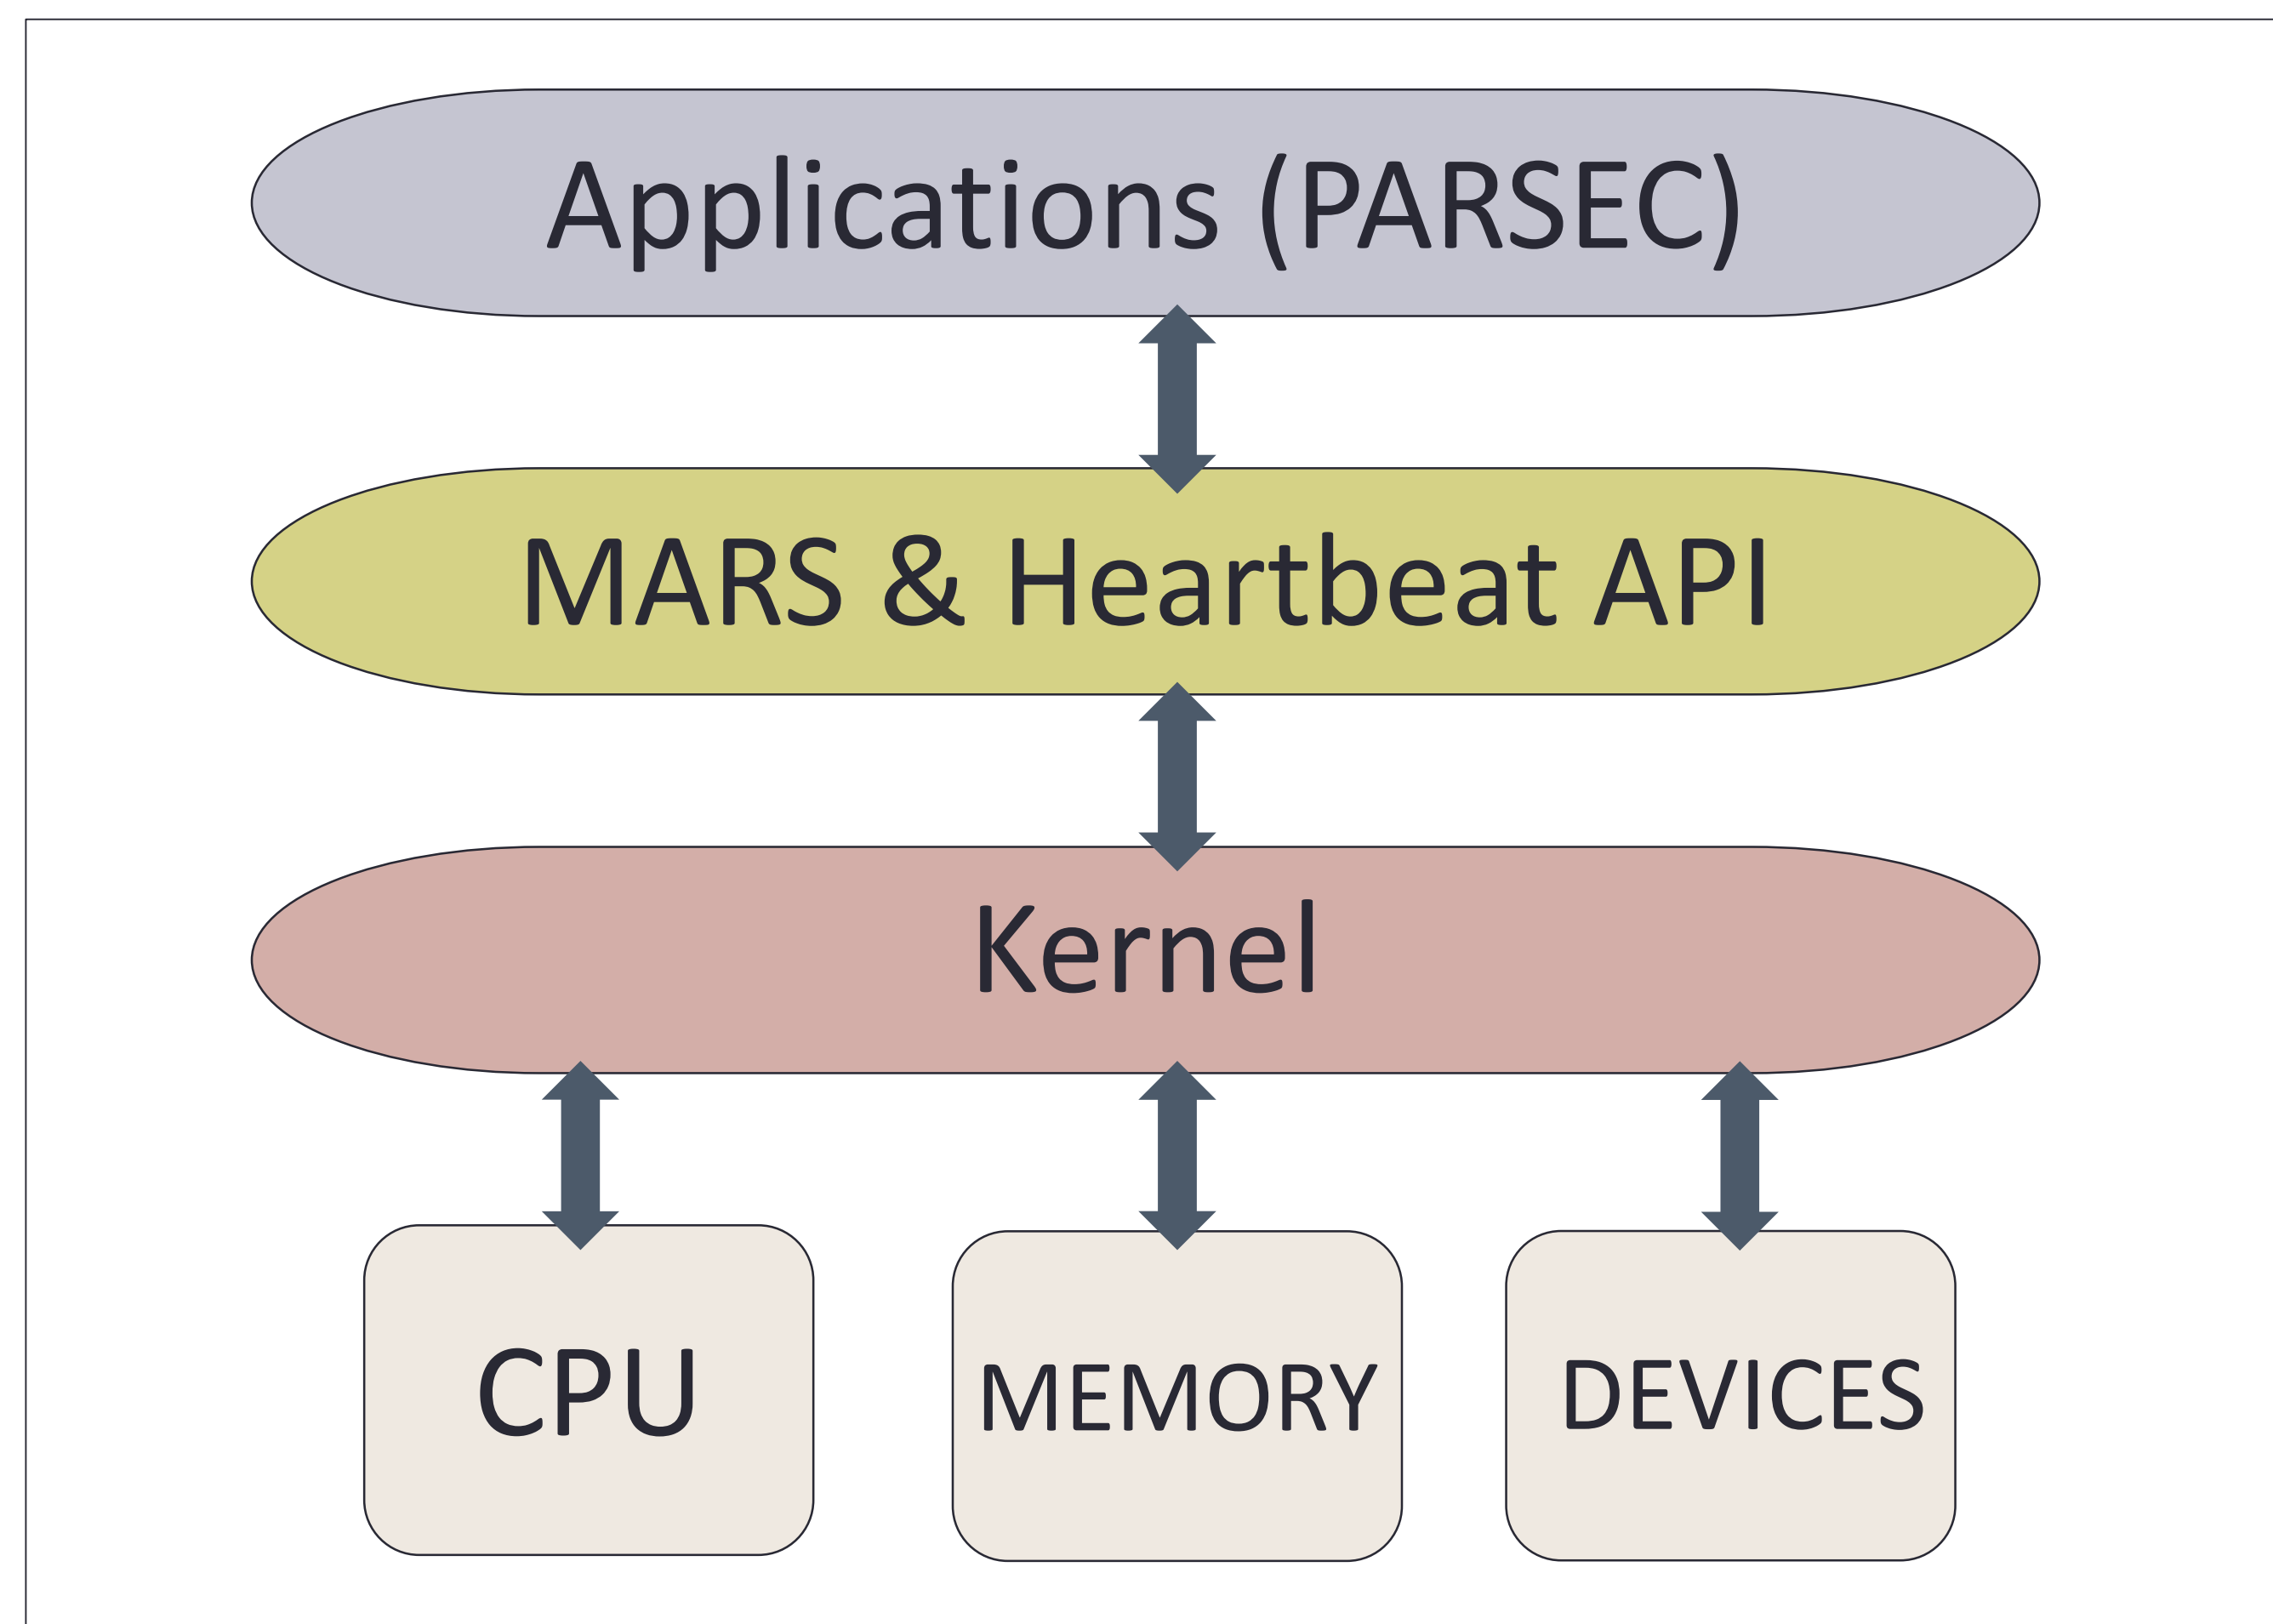 Applications (PARSEC)
MARS & Heartbeat API
Kernel
CPU
MEMORY
DEVICES